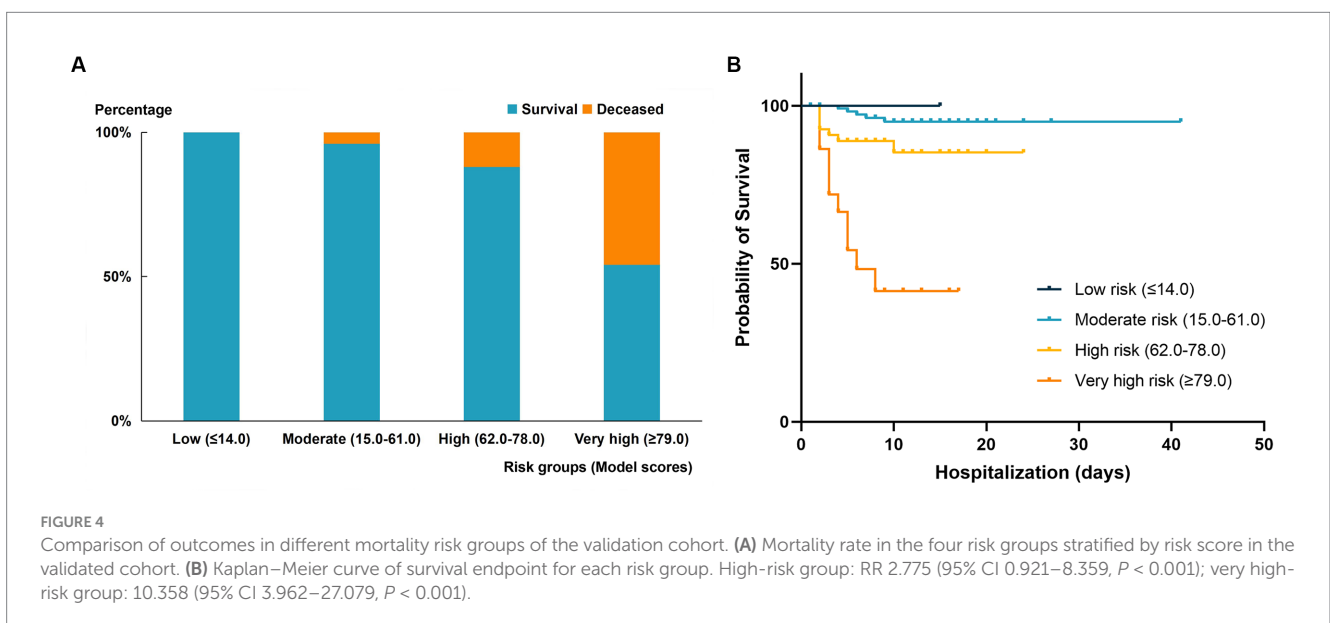 A
Percentage
Survival Deceased
100%
50%
0%
Low (≤14.0) Moderate (15.0-61.0) High (62.0-78.0) Very high (≥79.0)
Risk groups (Model scores)
B
Probability of Survival
100
50
0
0 10 20 30 40 50
Hospitalization (days)
Low risk (≤14.0)
Moderate risk (15.0-61.0)
High risk (62.0-78.0)
Very high risk (≥79.0)
FIGURE 4
Comparison of outcomes in different mortality risk groups of the validation cohort. (A) Mortality rate in the four risk groups stratified by risk score in the
validated cohort. (B) Kaplan–Meier curve of survival endpoint for each risk group. High-risk group: RR 2.775 (95% CI 0.921–8.359, P < 0.001); very high-
risk group: 10.358 (95% CI 3.962–27.079, P < 0.001).